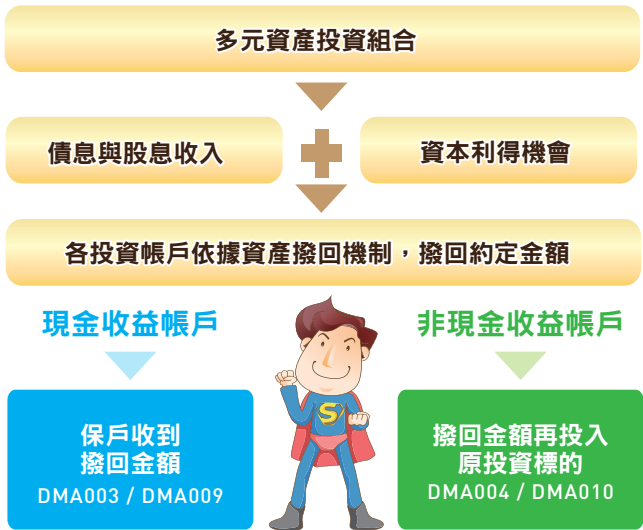 多元資產投資組合
債息與股息收入
資本利得機會
各投資帳戶依據資產撥回機制，撥回約定金額
現金收益帳戶
保戶收到
撥回金額
DMA003 / DMA009
S
非現金收益帳戶
撥回金額再投入
原投資標的
DMA004 / DMA010